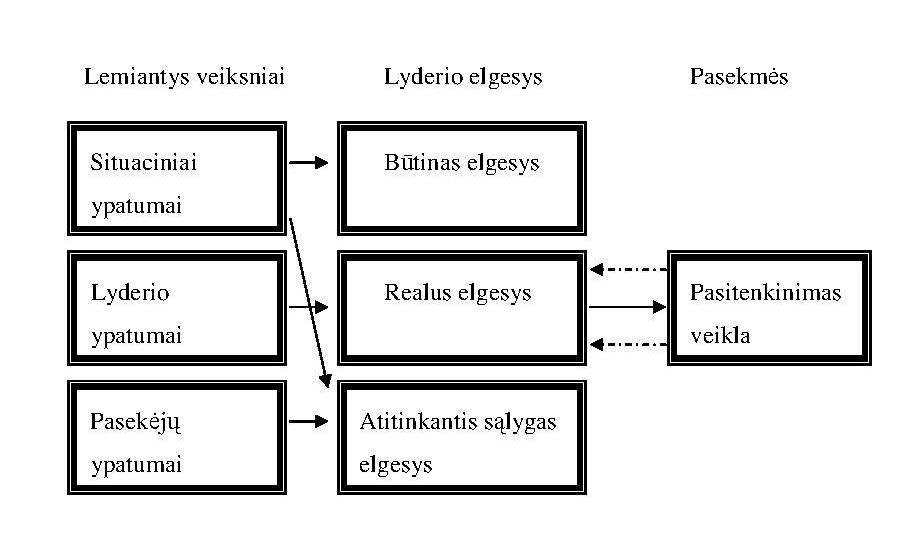 Lemiantys veiksniai
Lyderio elgesys
Pasekmės
Situaciniai
ypatumai
Būtinas elgesys
Lyderio
ypatumai
Realus elgesys
Pasitenkinimas
veikla
Pasekėjų
ypatumai
Atitinkantis sąlygas
elgesys